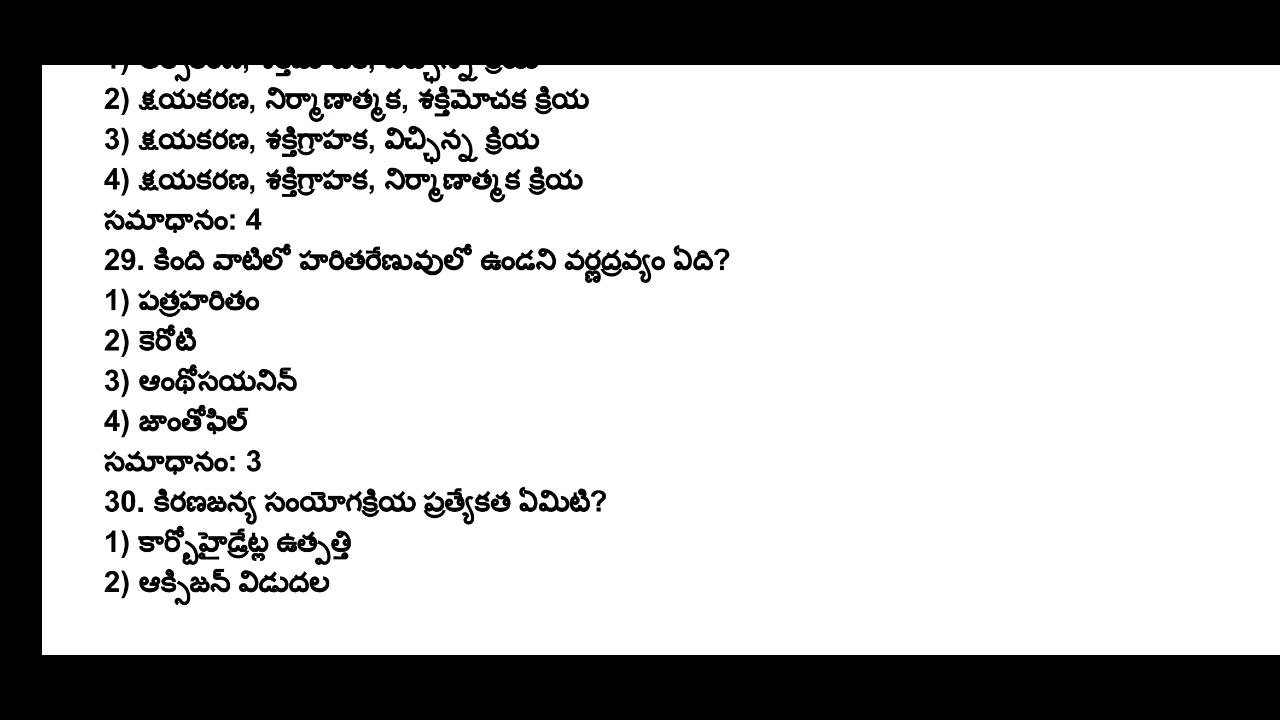 2) క్షయకరణ, నిర్మాణాత్మక, శక్తిమోచక క్రియ
3) క్షయకరణ, శక్తిగ్రాహక, విచ్ఛిన్న క్రియ
4) క్షయకరణ, శక్తిగ్రాహక, నిర్మాణాత్మక క్రియ
సమాధానం: 4
29. కింది వాటిలో హరితరేణువులో ఉండని వర్ణద్రవ్యం ఏది?
1) పత్రహరితం
2) కెరోటి
3) ఆంథోసయనిన్
4) జాంతోఫిల్
సమాధానం: 3
30. కిరణజన్య సంయోగక్రియ ప్రత్యేకత ఏమిటి?
1) కార్బోహైడ్రేట్ల ఉత్పత్తి
2) ఆక్సిజన్ విడుదల